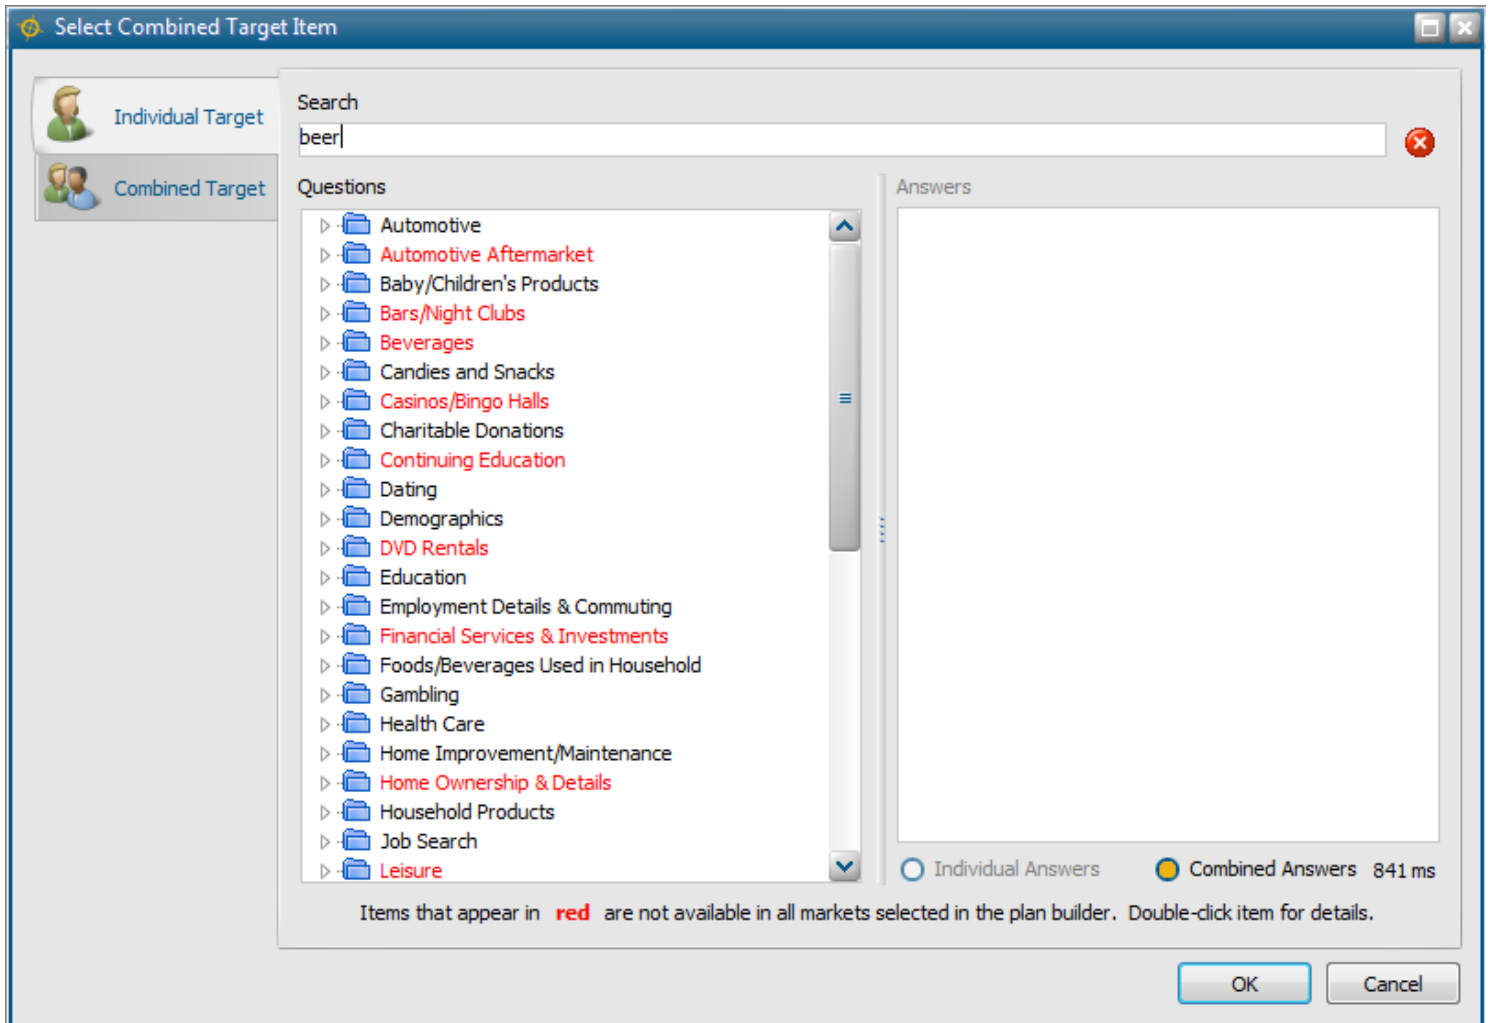 Select Combined Target Item
Individual Target
Combined Target
Search
beer
Questions
Automotive
Automotive Aftermarket
Baby/Children's Products
Bars/Night Clubs
Beverages
Candies and Snacks
Casinos/Bingo Halls
Charitable Donations
Continuing Education
Dating
Demographics
DVD Rentals
Education
Employment Details & Commuting
Financial Services & Investments
Foods/Beverages Used in Household
Gambling
Health Care
Home Improvement/Maintenance
Home Ownership & Details
Household Products
Job Search
Leisure
Answers
Individual Answers
Combined Answers 841 ms
Items that appear in red are not available in all markets selected in the plan builder. Double-click item for details.
OK
Cancel